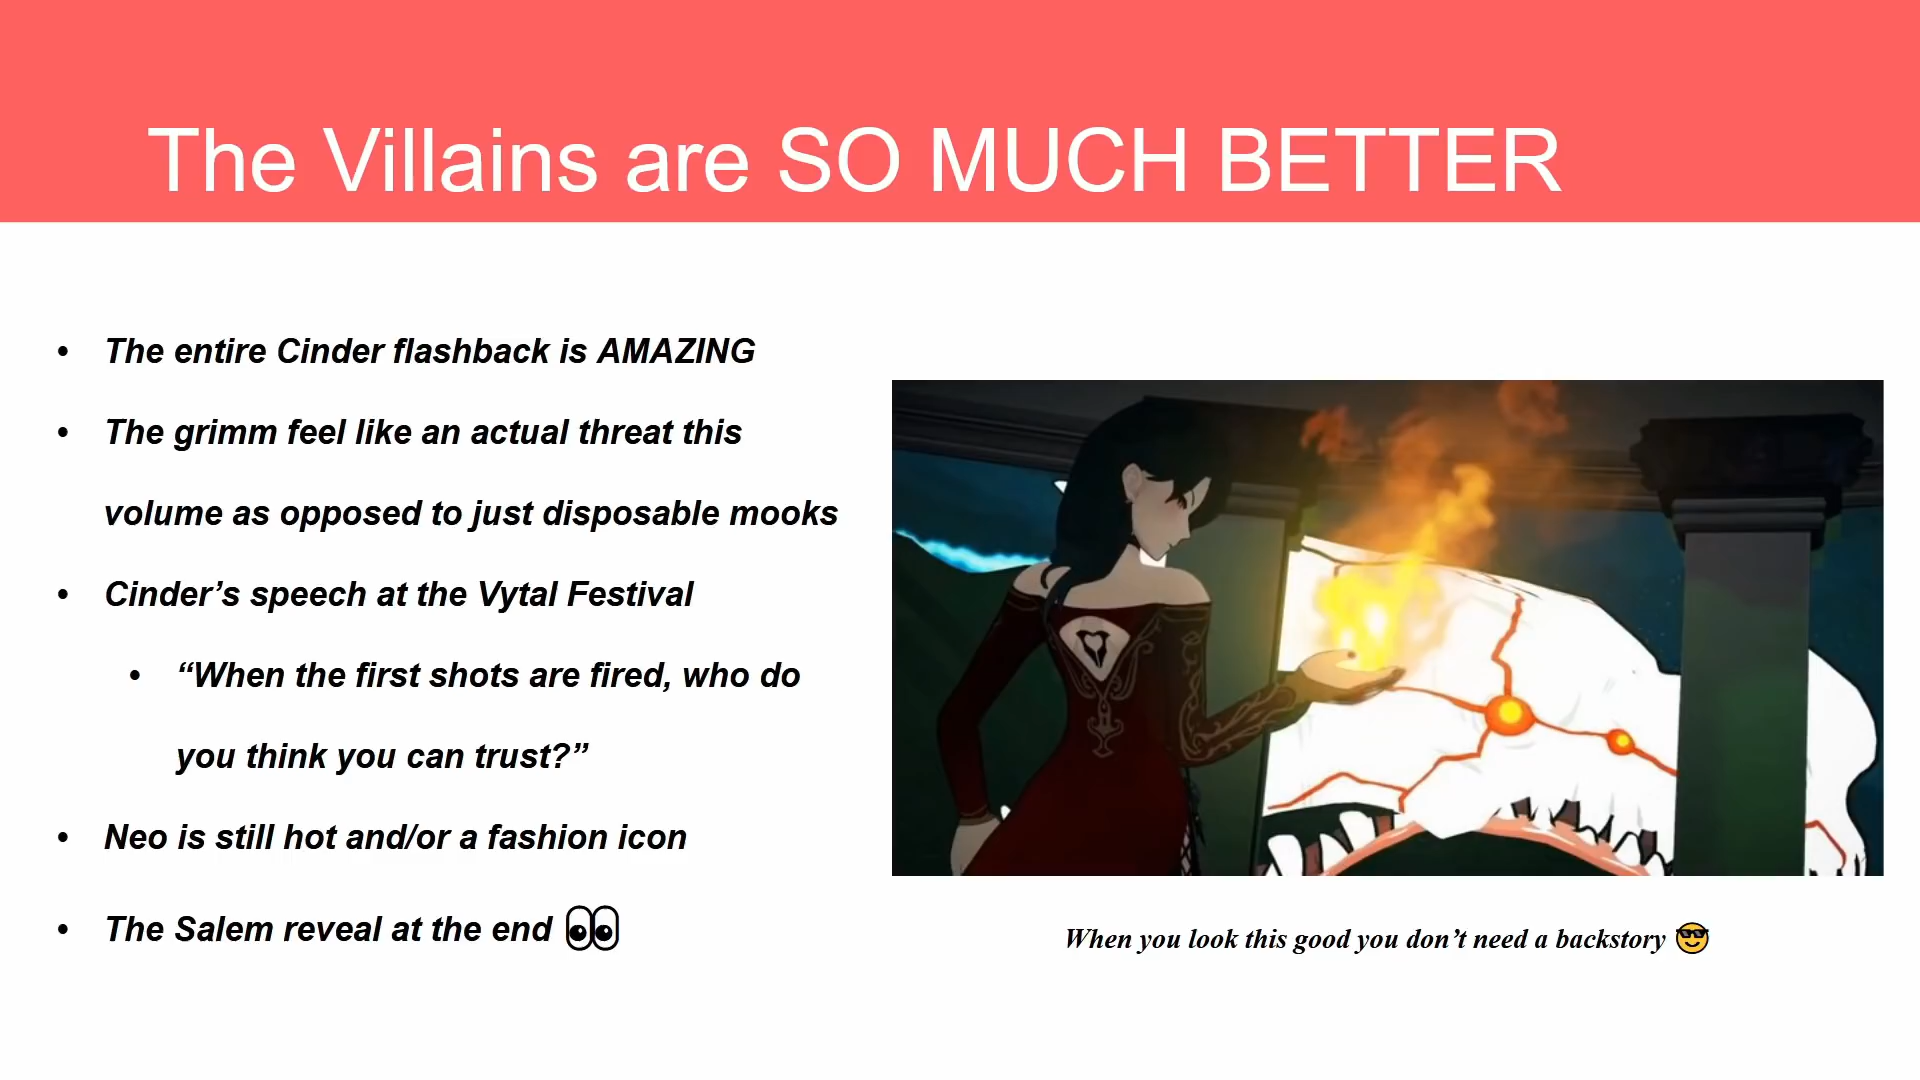 The Villains are SO MUCH BETTER
• The entire Cinder flashback is AMAZING
• The grimm feel like an actual threat this
volume as opposed to just disposable mooks
• Cinder’s speech at the Vytal Festival
• “When the first shots are fired, who do
you think you can trust?”
• Neo is still hot and/or a fashion icon
• The Salem reveal at the end 👀
When you look this good you don’t need a backstory 😎